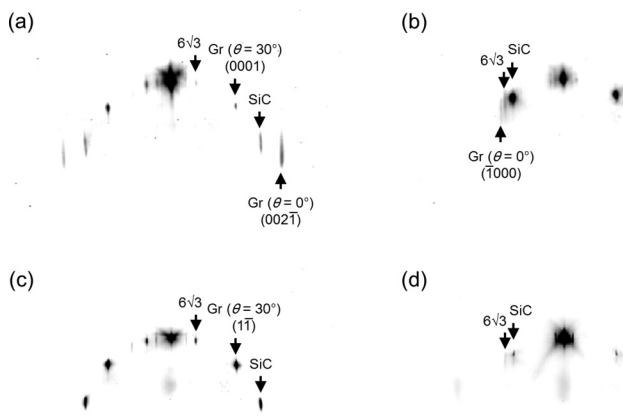 (a)
6√3
Gr (θ = 30°)
(0001)
SiC
Gr (θ = 0°)
(0021̅)
(b)
SiC
6√3
Gr (θ = 0°)
(1̅000)
(c)
6√3
Gr (θ = 30°)
(11̅)
SiC
(d)
SiC
6√3